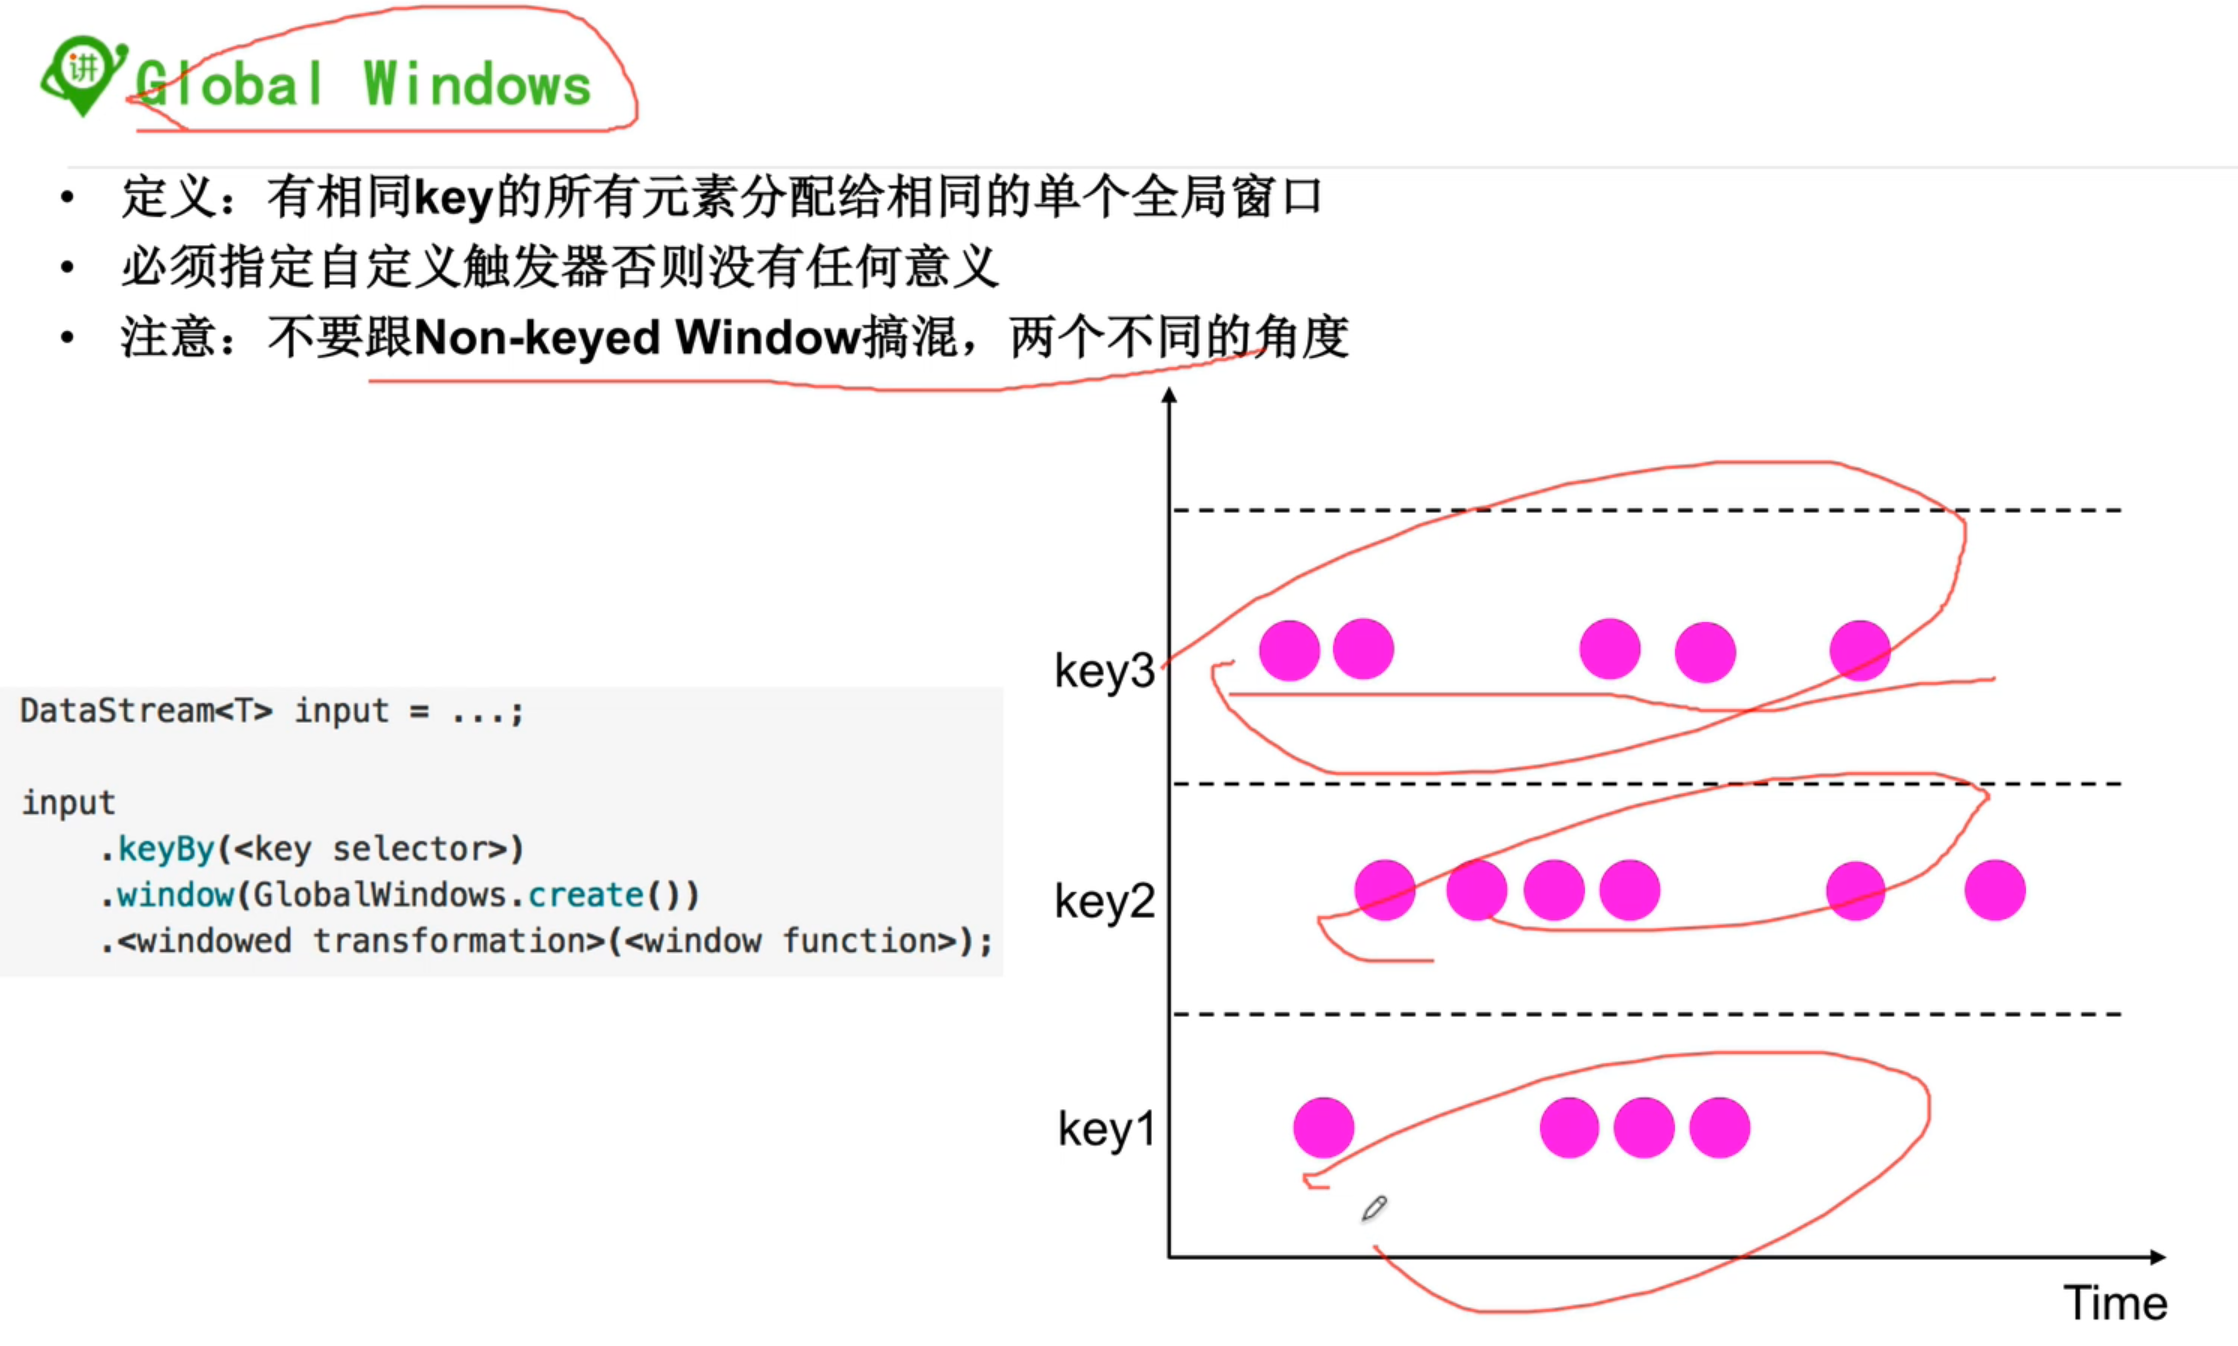 讲
Global Windows
• 定义：有相同key的所有元素分配给相同的单个全局窗口
• 必须指定自定义触发器否则没有任何意义
• 注意：不要跟Non-keyed Window搞混，两个不同的角度
DataStream<T> input = ...;
input
.keyBy(<key selector>)
.window(GlobalWindows.create())
.<windowed transformation>(<window function>);
key3
key2
key1
Time